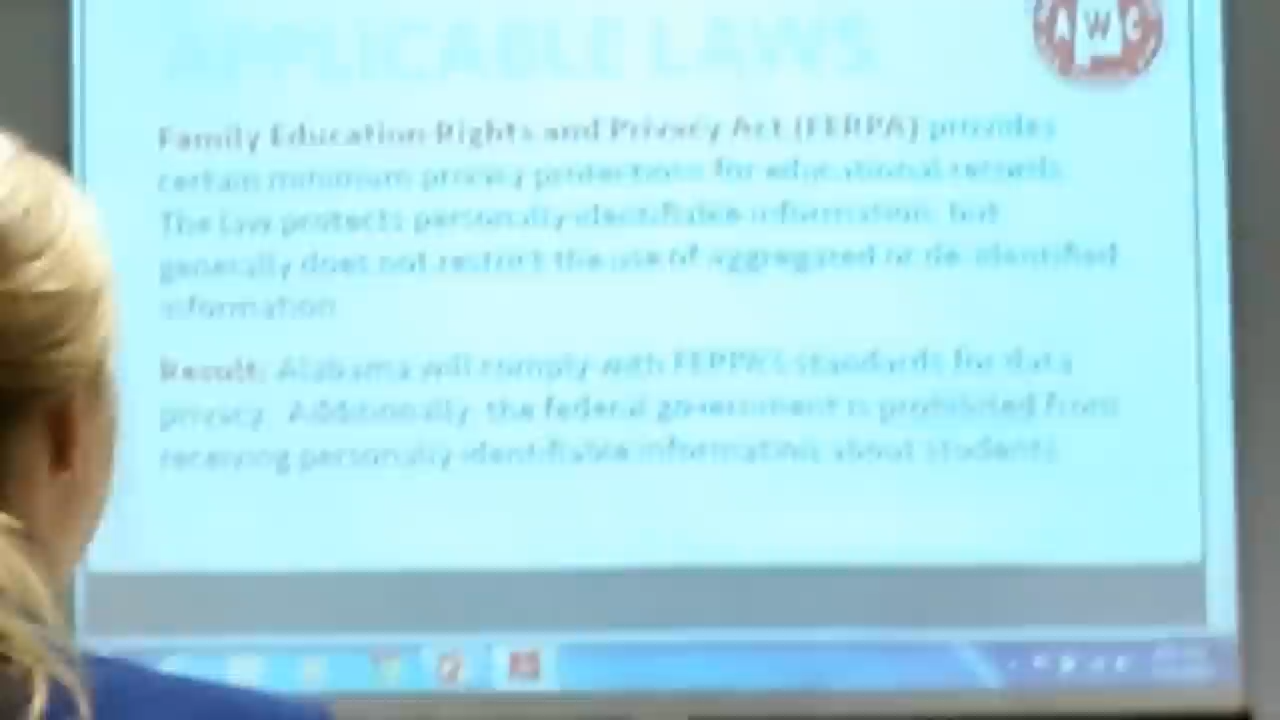 APPLICABLE LAWS
AWC
Family Education Rights and Privacy Act (FERPA) provides
certain minimum privacy protections for educational records.
The law protects personally-identifiable information, but
generally does not restrict the use of aggregated or de-identified
information.
Result: Alabama will comply with FERPA's standards for data
privacy. Additionally, the federal government is prohibited from
receiving personally-identifiable information about students.